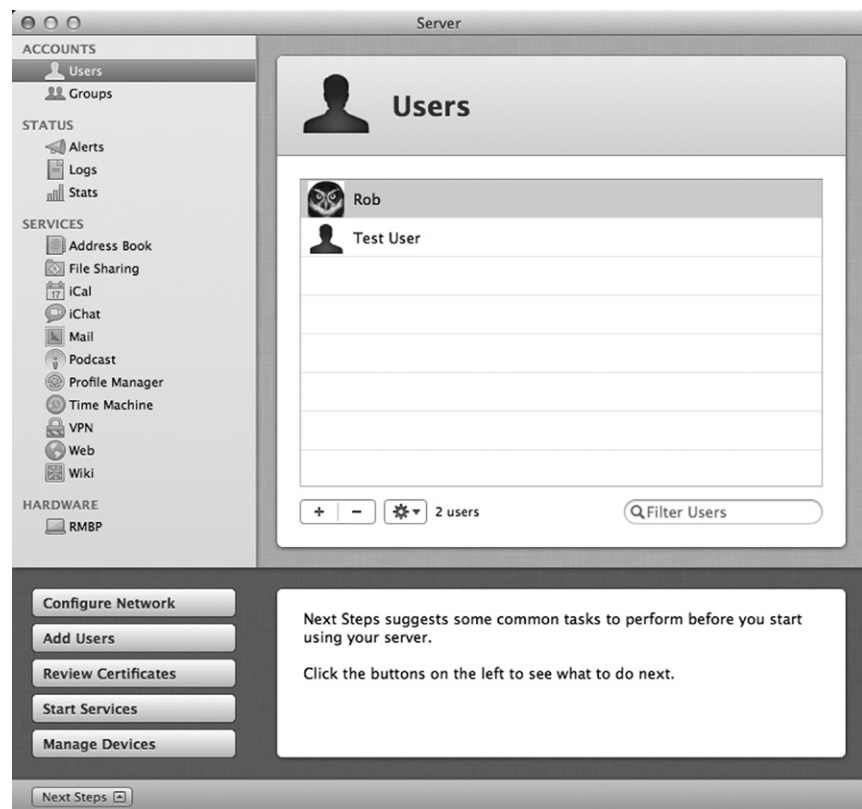 Server
ACCOUNTS
Users
Groups
STATUS
Alerts
Logs
Stats
SERVICES
Address Book
File Sharing
17
iCal
iChat
Mail
Podcast
Profile Manager
Time Machine
VPN
Web
Wiki
HARDWARE
RMBP
Users
Rob
Test User
+ − 2 users
Filter Users
Configure Network
Add Users
Review Certificates
Start Services
Manage Devices
Next Steps suggests some common tasks to perform before you start
using your server.
Click the buttons on the left to see what to do next.
Next Steps